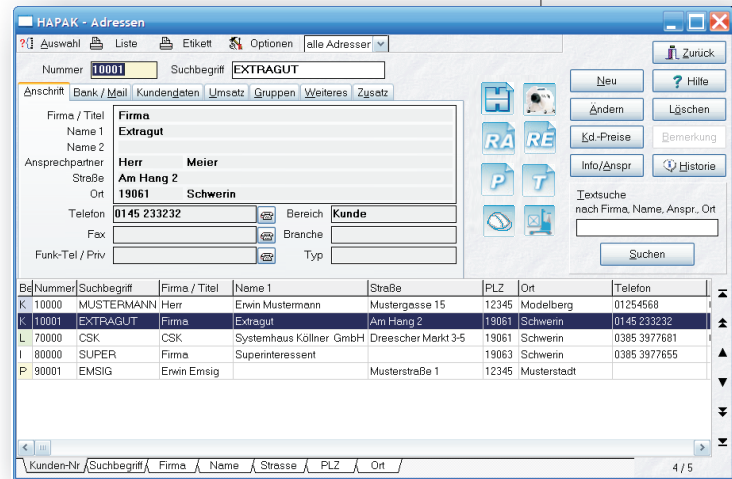 HAPAK - Adressen
?() Auswahl Liste Etikett Optionen alle Adresser
Zurück
Nummer 10001 Suchbegriff EXTRAGUT
Neu Hilfe
Anschrift Bank / Mail Kundendaten Umsatz Gruppen Weiteres Zusatz
Firma / Titel Firma
Ändern Löschen
Name 1 Extragut
Name 2
RA RE
Kd.-Preise Bemerkung
Ansprechpartner Herr Meier
Info/Anspr Historie
Straße Am Hang 2
P T
Ort 19061 Schwerin
Textsuche
nach Firma, Name, Anspr., Ort
Telefon 0145 233232 Bereich Kunde
Fax Branche
Funk-Tel / Priv Typ
Suchen
Be Nummer Suchbegriff Firma / Titel Name 1 Straße PLZ Ort Telefon
K 10000 MUSTERMANN Herr Erwin Mustermann Mustergasse 15 12345 Modelberg 01254568
K 10001 EXTRAGUT Firma Extragut Am Hang 2 19061 Schwerin 0145 233232
L 70000 CSK CSK Systemhaus Köllner GmbH Dreescher Markt 3-5 19061 Schwerin 0385 3977681
I 80000 SUPER Firma Superinteressent 19063 Schwerin 0385 3977655
P 90001 EMSIG Erwin Emsig Musterstraße 1 12345 Musterstadt
Kunden-Nr Suchbegriff Firma Name Strasse PLZ Ort
4 / 5